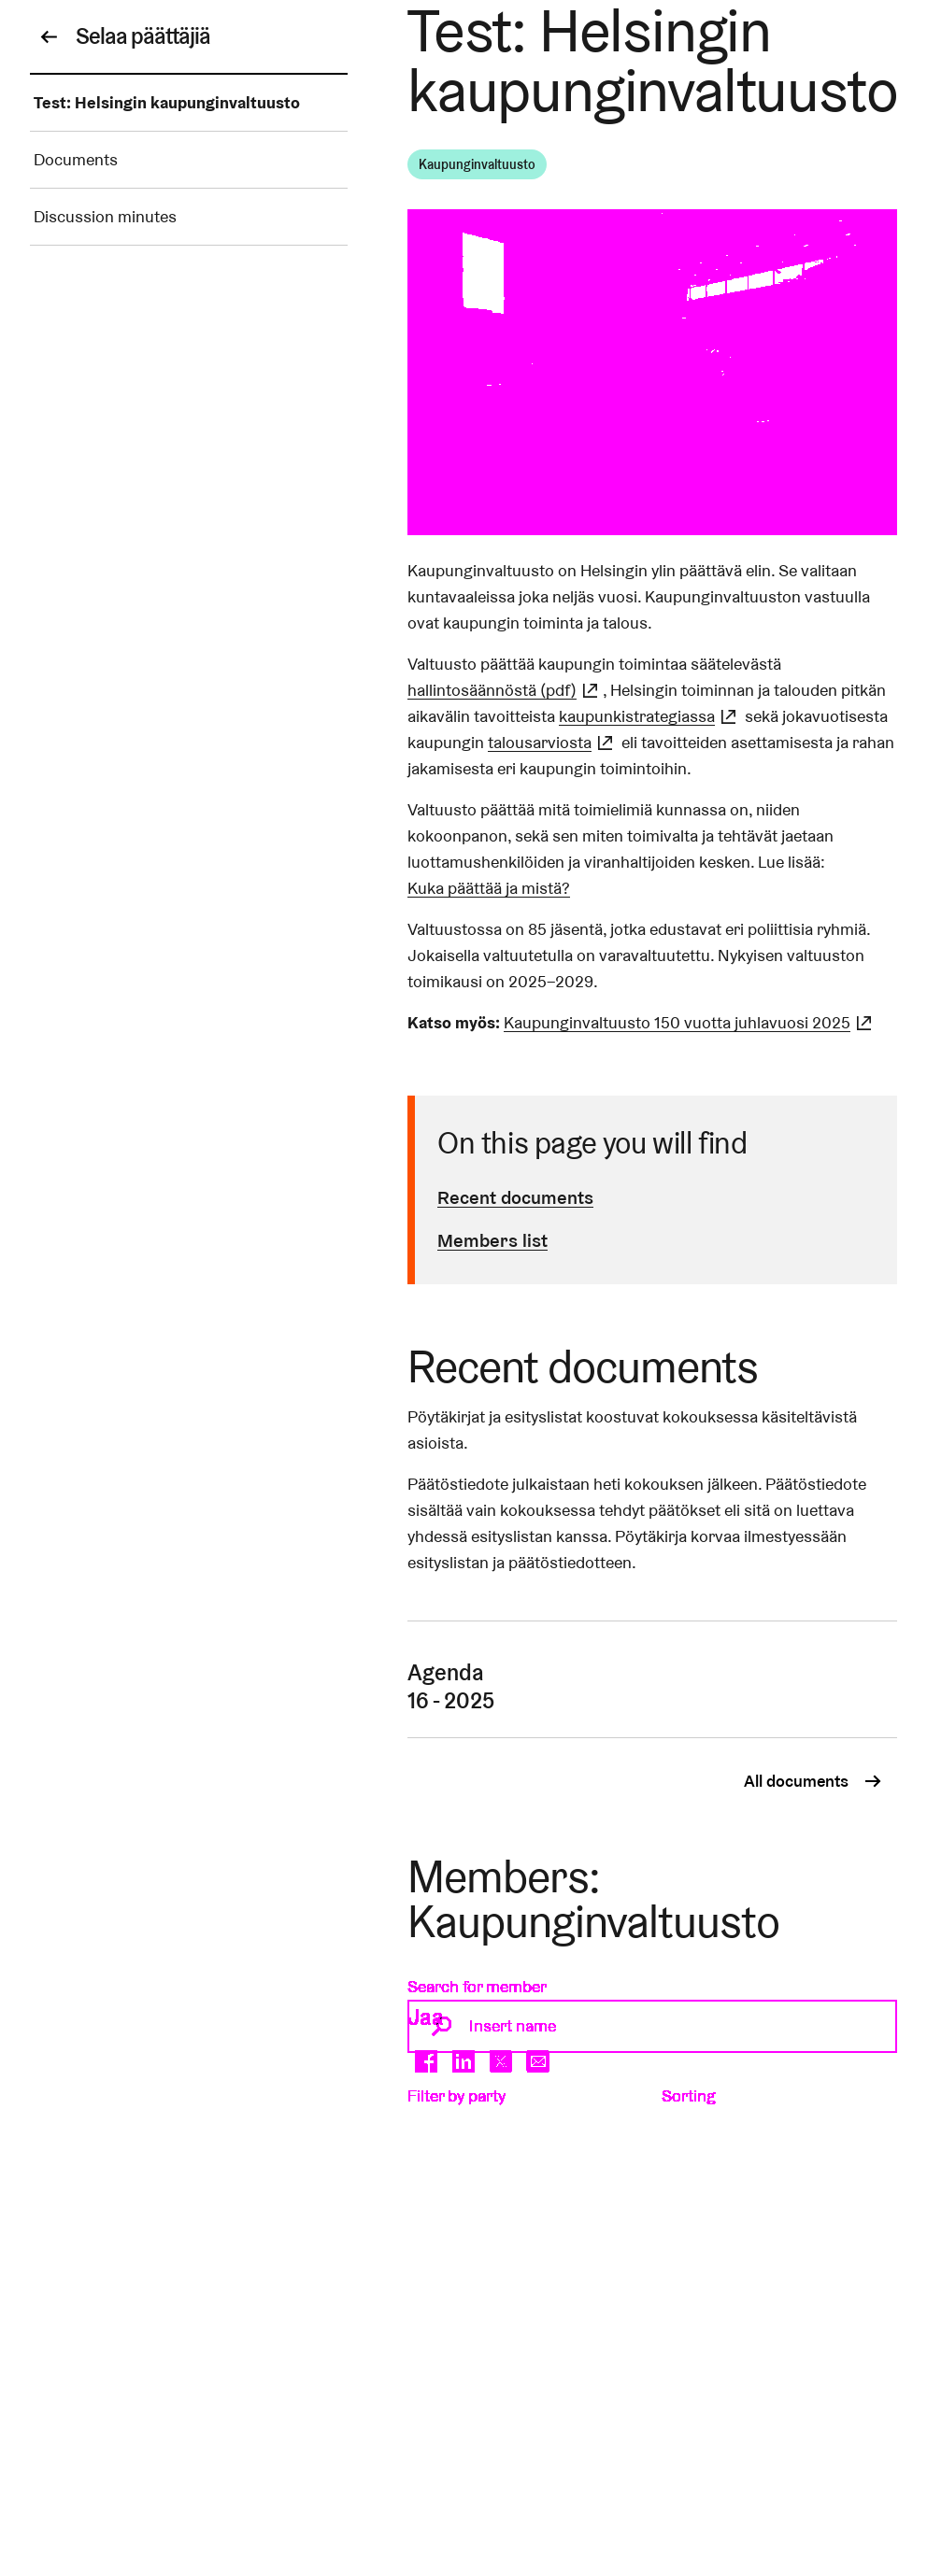 Selaa päättäjiä
Test: Helsingin kaupunginvaltuusto
Documents
Discussion minutes
Test: Helsingin
kaupunginvaltuusto
Kaupunginvaltuusto
Kaupunginvaltuusto on Helsingin ylin päättävä elin. Se valitaan
kuntavaaleissa joka neljäs vuosi. Kaupunginvaltuuston vastuulla
ovat kaupungin toiminta ja talous.
Valtuusto päättää kaupungin toimintaa säätelevästä
hallintosäännöstä (pdf) , Helsingin toiminnan ja talouden pitkän
aikavälin tavoitteista kaupunkistrategiassa sekä jokavuotisesta
kaupungin talousarviosta eli tavoitteiden asettamisesta ja rahan
jakamisesta eri kaupungin toimintoihin.
Valtuusto päättää mitä toimielimiä kunnassa on, niiden
kokoonpanon, sekä sen miten toimivalta ja tehtävät jaetaan
luottamushenkilöiden ja viranhaltijoiden kesken. Lue lisää:
Kuka päättää ja mistä?
Valtuustossa on 85 jäsentä, jotka edustavat eri poliittisia ryhmiä.
Jokaisella valtuutetulla on varavaltuutettu. Nykyisen valtuuston
toimikausi on 2025–2029.
Katso myös: Kaupunginvaltuusto 150 vuotta juhlavuosi 2025
On this page you will find
Recent documents
Members list
Recent documents
Pöytäkirjat ja esityslistat koostuvat kokouksessa käsiteltävistä
asioista.
Päätöstiedote julkaistaan heti kokouksen jälkeen. Päätöstiedote
sisältää vain kokouksessa tehdyt päätökset eli sitä on luettava
yhdessä esityslistan kanssa. Pöytäkirja korvaa ilmestyessään
esityslistan ja päätöstiedotteen.
Agenda
16 - 2025
All documents
Members:
Kaupunginvaltuusto
Search for member
Jaa
Insert name
Filter by party
Sorting